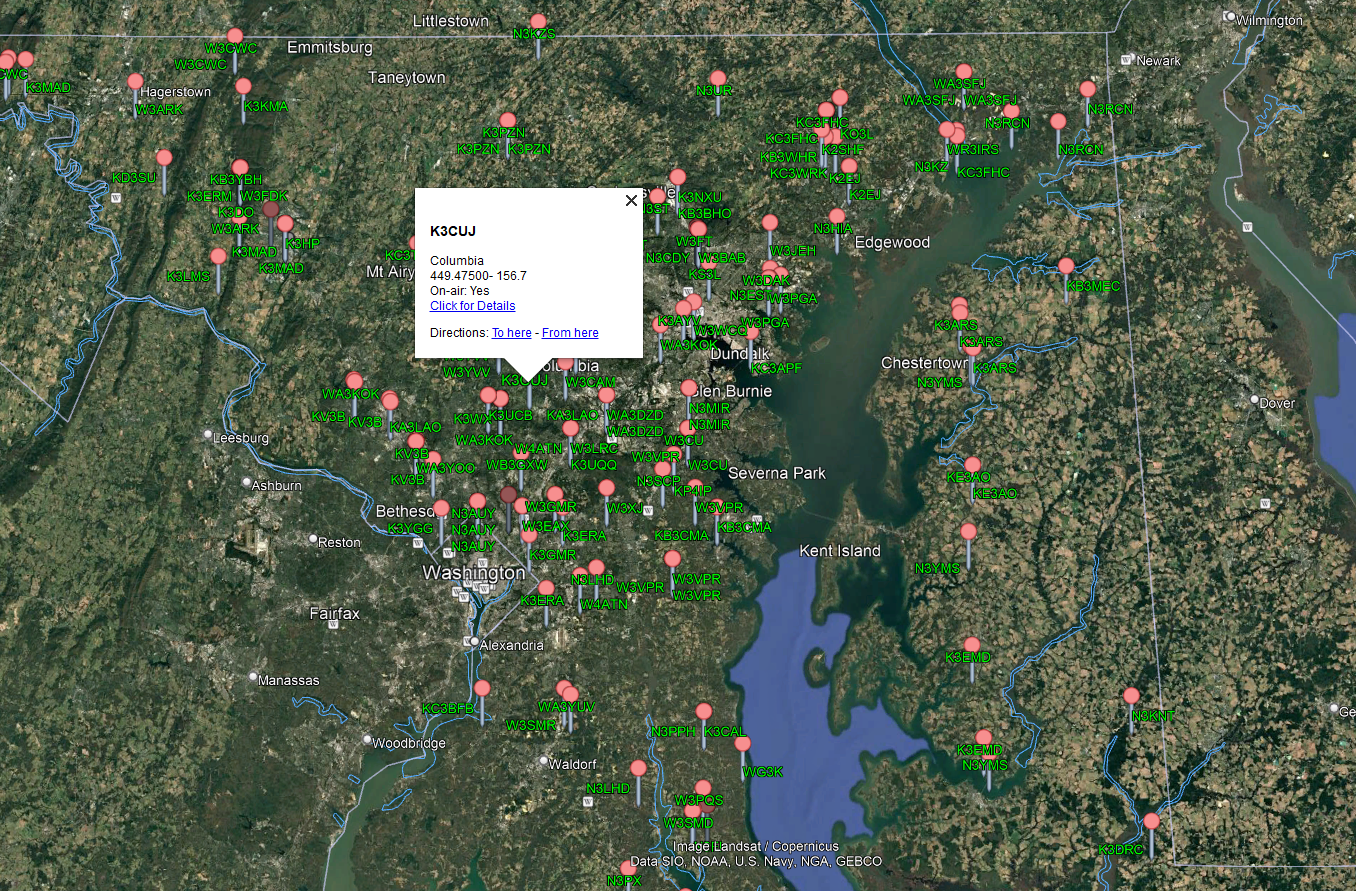 Littlestown
Wilmington
N3KZS
W3CWC
Emmitsburg
W3CWC
Newark
CWC
Taneytown
K3MAD
WA3SFJ
N3UR
Hagerstown
WA3SFJ
WA3SFJ
K3KMA
W3ARK
N3RCN
KC3FHC
N3RCN
K3PZN
KC3FHC
KO3L
K3PZN
K3PZN
K2SHF
WR3IRS
N3RCN
KB3WHR
N3KZ
KC3WRK
KC3FHC
KD3SU
KB3YBH
K2EJ
K2EJ
K3ERM
W3FDK
K3NXU
N3ST
K3DO
KB3BHO
W3ARK
N3HIA
K3HP
W3FT
Edgewood
K3MAD
W3JEH
N3CDY
W3BAB
K3MAD
Mt Airy
K3LMS
KS3L
W3DAK
KB3MEC
N3EST
W3PGA
K3CUJ
Columbia
449.47500- 156.7
On-air: Yes
Click for Details
Directions: To here - From here
K3AYV
W3PGA
K3ARS
W3WCQ
WA3KOK
K3ARS
Dundalk
Chestertown
KC3APF
K3ARS
W3YVV
K3CUJ
W3CAM
N3YMS
WA3KOK
Glen Burnie
Dover
N3MIR
KV3B
KV3B
K3WX
K3UCB
KA3LAO
WA3DZD
N3MIR
KA3LAO
WA3DZD
Leesburg
WA3KOK
W3CU
W4ATN
W3LRC
KV3B
W3VPR
WA3YOO
WB3GXW
K3UQQ
W3CU
Severna Park
KE3AO
KV3B
N3SCP
Ashburn
KP4IP
KE3AO
W3GMR
W3XJ
W3VPR
Bethesd
N3AUY
K3YGG
N3AUY
W3EAX
KB3CMA
K3ERA
KB3CMA
Reston
N3AUY
K3GMR
Kent Island
N3YMS
Washington
N3LHD
W3VPR
W3VPR
W3VPR
K3ERA
W4ATN
Fairfax
Alexandria
K3EMD
Manassas
KC3BFB
WA3YUV
N3KNT
Ge
W3SMR
N3PPH
K3CAL
Woodbridge
K3EMD
N3YMS
Waldorf
WG3K
N3LHD
W3PQS
W3SMD
Image Landsat / Copernicus
K3DRC
Data SIO, NOAA, U.S. Navy, NGA, GEBCO
N3PX